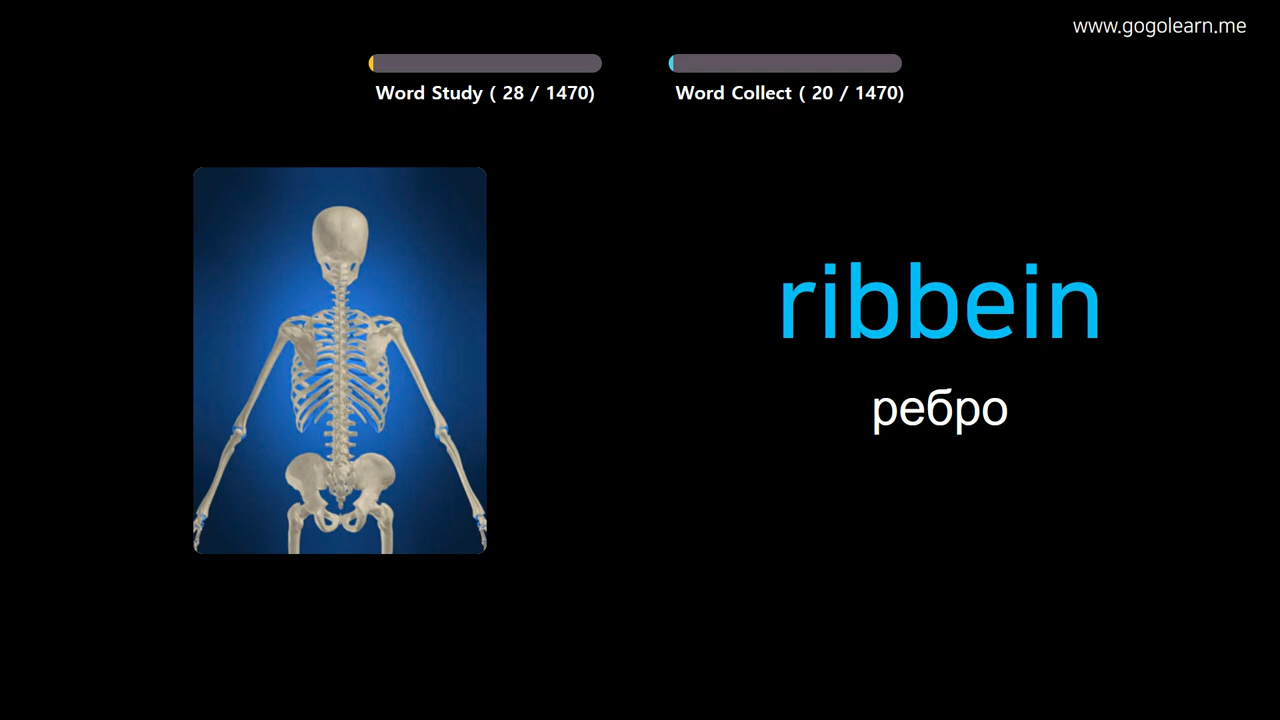 www.gogolearn.me
Word Study ( 28 / 1470)
Word Collect ( 20 / 1470)
ribbein
ребро